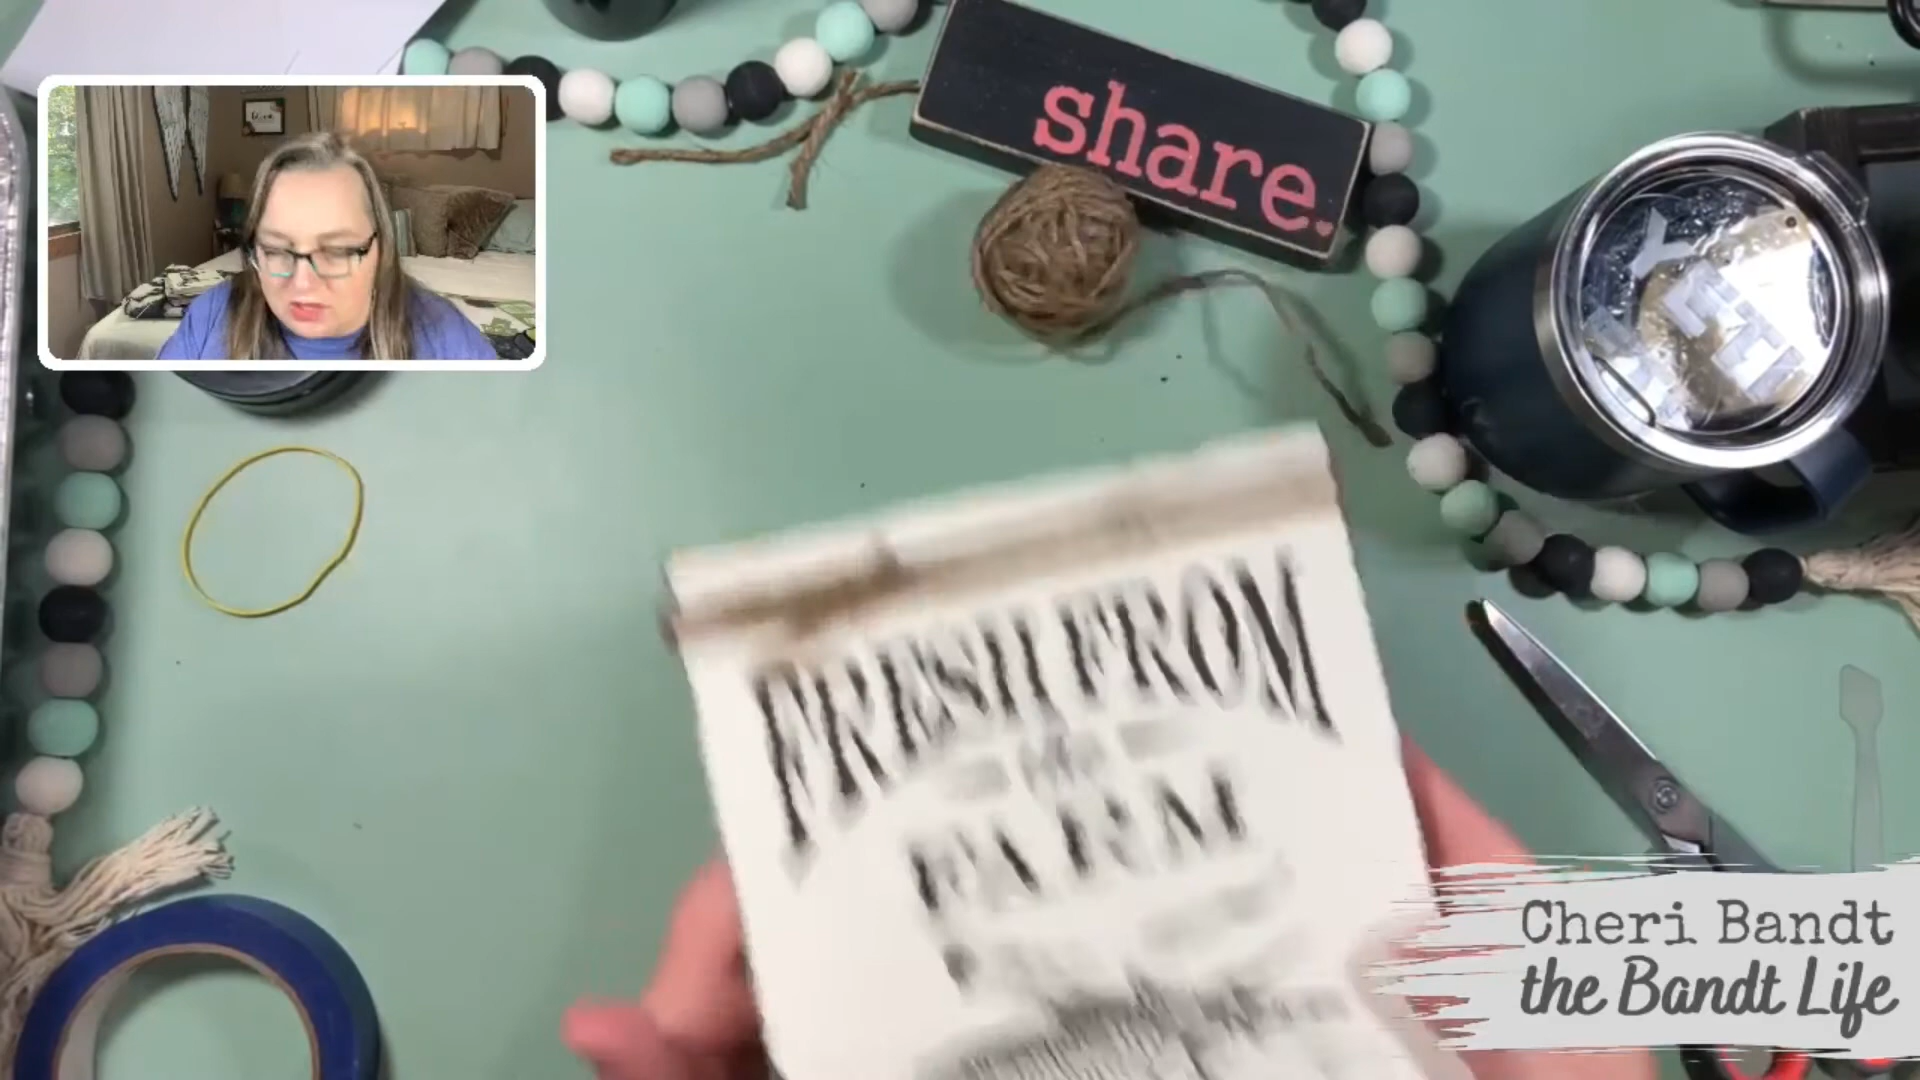 share.
FRESH FROM
FARM
Cheri Bandt
the Bandt Life